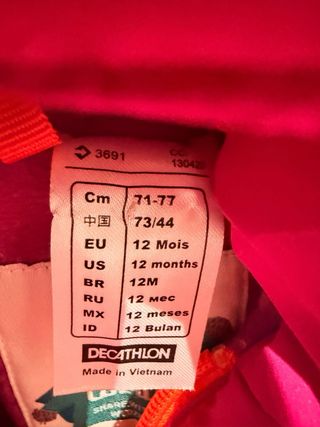 3691
Cm 71-77
中国 73/44
EU 12 Mois
US 12 months
BR 12M
RU 12 мес
MX 12 meses
ID 12 Bulan
DECATHLON
Made in Vietnam
SHARE